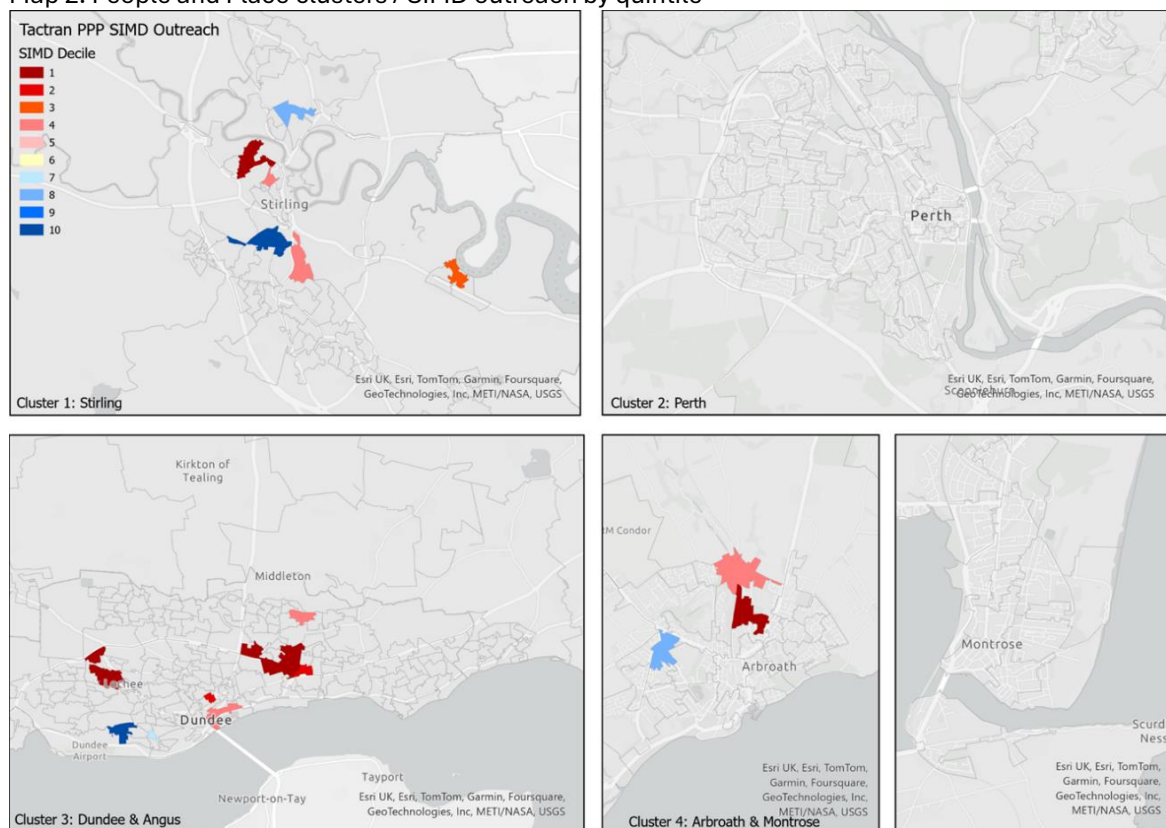 Map 2: People and Place clusters / SIMD outreach by quintile
Tactran PPP SIMD Outreach
SIMD Decile
1
2
3
4
5
6
7
8
9
10
Stirling
Esri UK, Esri, TomTom, Garmin, Foursquare,
GeoTechnologies, Inc, METI/NASA, USGS
Cluster 1: Stirling
Perth
Esri UK, Esri, TomTom, Garmin, Foursquare,
GeoTechnologies, Inc, METI/NASA, USGS
Cluster 2: Perth
Kirkton of
Tealing
Middleton
Dundee
Dundee
Airport
Tayport
Newport-on-Tay
Esri UK, Esri, TomTom, Garmin, Foursquare,
GeoTechnologies, Inc, METI/NASA, USGS
Cluster 3: Dundee & Angus
Condor
Arbroath
Esri UK, Esri, TomTom,
Garmin, Foursquare,
GeoTechnologies, Inc,
METI/NASA, USGS
Cluster 4: Arbroath & Montrose
Montrose
Scurd
Ness
Esri UK, Esri, TomTom,
Garmin, Foursquare,
GeoTechnologies, Inc,
METI/NASA, USGS